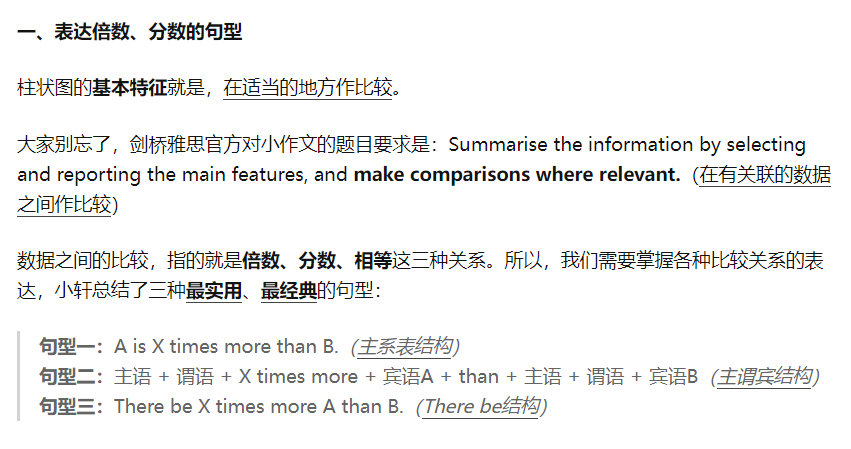 一、表达倍数、分数的句型
柱状图的基本特征就是，在适当的地方作比较。
大家别忘了，剑桥雅思官方对小作文的题目要求是：Summarise the information by selecting
and reporting the main features, and make comparisons where relevant.（在有关联的数据
之间作比较）
数据之间的比较，指的就是倍数、分数、相等这三种关系。所以，我们需要掌握各种比较关系的表
达，小轩总结了三种最实用、最经典的句型：
句型一：A is X times more than B.（主系表结构）
句型二：主语 + 谓语 + X times more + 宾语A + than + 主语 + 谓语 + 宾语B（主谓宾结构）
句型三：There be X times more A than B.（There be结构）